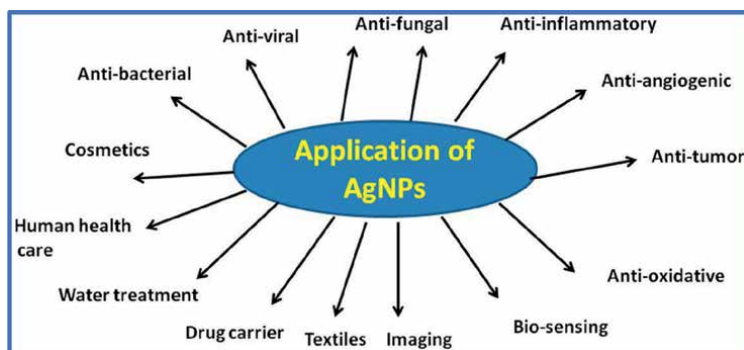 Anti-fungal
Anti-inflammatory
Anti-viral
Anti-bacterial
Anti-angiogenic
Application of
AgNPs
Cosmetics
Anti-tumor
Human health
care
Anti-oxidative
Water treatment
Bio-sensing
Drug carrier
Textiles
Imaging